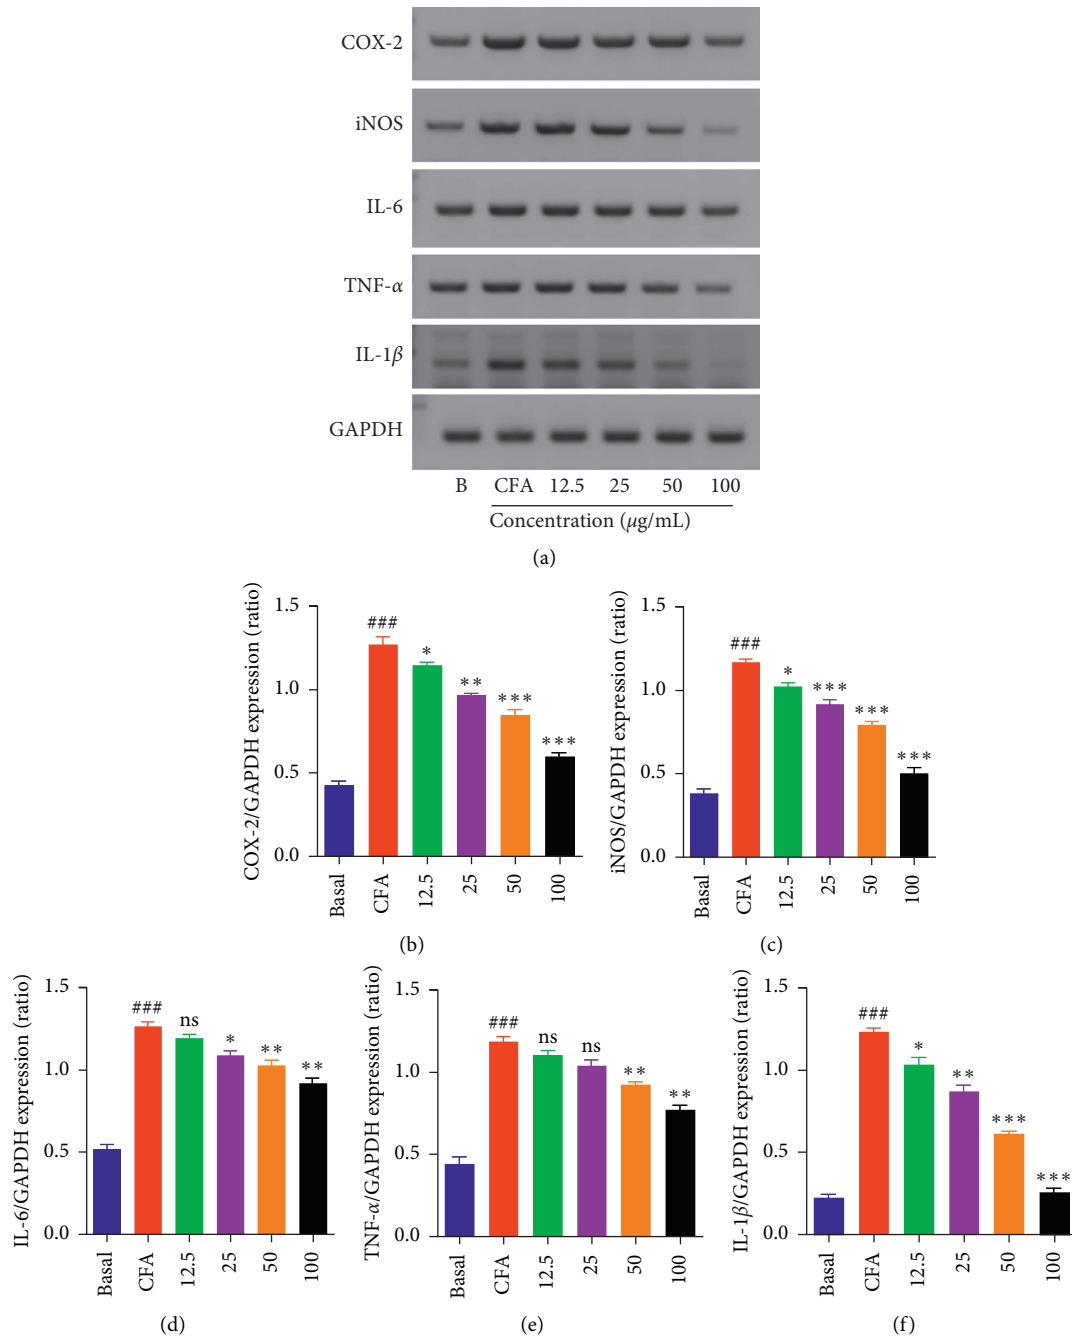 COX-2
iNOS
IL-6
TNF-α
IL-1β
GAPDH
B CFA 12.5 25 50 100
Concentration (μg/mL)
(a)
COX-2/GAPDH expression (ratio)
1.5
1.0
0.5
0.0
###
*
**
***
***
Basal CFA 12.5 25 50 100
(b)
iNOS/GAPDH expression (ratio)
1.5
1.0
0.5
0.0
###
*
***
***
***
Basal CFA 12.5 25 50 100
(c)
IL-6/GAPDH expression (ratio)
1.5
1.0
0.5
0.0
###
ns
*
**
**
Basal CFA 12.5 25 50 100
(d)
TNF-α/GAPDH expression (ratio)
1.5
1.0
0.5
0.0
###
ns
ns
**
**
Basal CFA 12.5 25 50 100
(e)
IL-1β/GAPDH expression (ratio)
1.5
1.0
0.5
0.0
###
*
**
***
***
Basal CFA 12.5 25 50 100
(f)